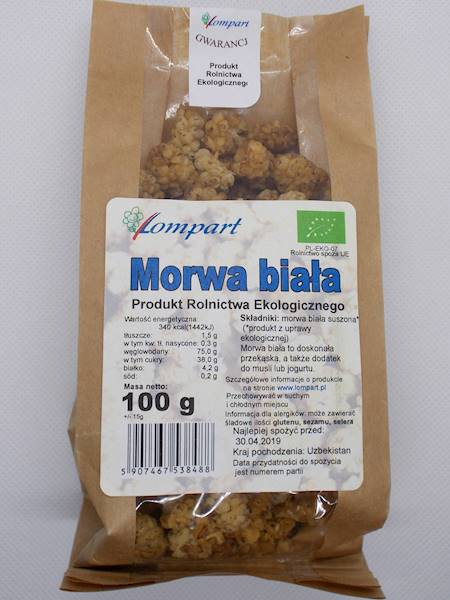 Lompart
GWARANCJ
Produkt
Rolnictwa
Ekologicznego
Lompart
PL-EKO-07
Rolnictwo spoza UE
Morwa biała
Produkt Rolnictwa Ekologicznego
Wartość energetyczna:
340 kcal(1442kJ)
tłuszcze: 1,5 g
w tym kw. tł. nasycone: 0,3 g
węglowodany: 75,0 g
w tym cukry: 38,0 g
białko: 4,2 g
sód: 0,2 g
Masa netto:
100 g
+/-15g
5 907467 538488
Składniki: morwa biała suszona*
(*produkt z uprawy
ekologicznej)
Morwa biała to doskonała
przekąska, a także dodatek
do musli lub jogurtu.
Szczegółowe informacje o produkcie
na stronie www.lompart.pl
Przechowywać w suchym
i chłodnym miejscu
Informacja dla alergików: może zawierać
śladowe ilości glutenu, sezamu, selera
Najlepiej spożyć przed:
30.04.2019
Kraj pochodzenia: Uzbekistan
Data przydatności do spożycia
jest numerem partii